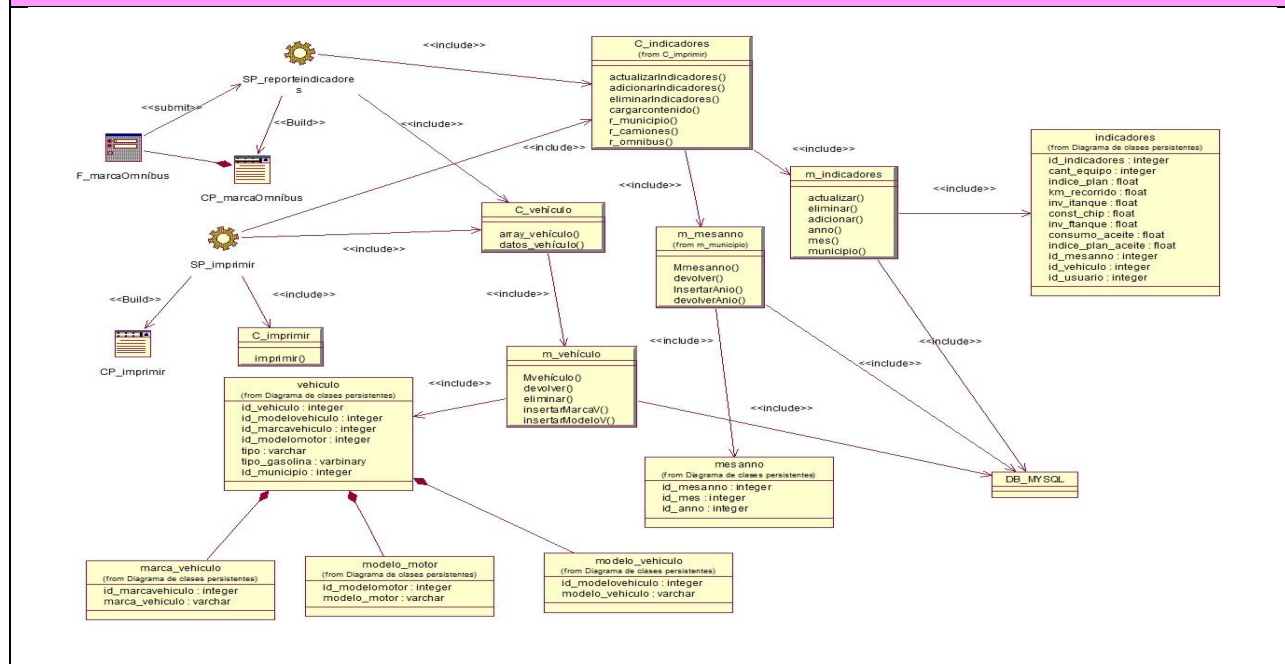 <<include>>
C_indicadores
(from C_imprimir)
actualizarIndicadores()
adicionarIndicadores()
eliminarIndicadores()
cargarcontenido()
r_municipio()
r_camiones()
r_omnibus()
SP_reporteindicadore
s
<<submit>>
<<Build>>
<<include>>
F_marcaOmníbus
CP_marcaOmníbus
<<include>>
<<include>>
m_indicadores
actualizar()
eliminar()
adicionar()
anno()
mes()
municipio()
<<include>>
indicadores
(from Diagrama de clases persistentes)
id_indicadores : integer
cant_equipo : integer
indice_plan : float
km_recorrido : float
inv_itanque : float
const_chip : float
inv_ftanque : float
consumo_aceite : float
indice_plan_aceite : float
id_mesanno : integer
id_vehiculo : integer
id_usuario : integer
C_vehículo
array_vehículo()
datos_vehículo()
<<include>>
m_mesanno
(from m_municipio)
Mmesanno()
devolver()
InsertarAnio()
devolverAnio()
SP_imprimir
<<include>>
<<Build>>
<<include>>
CP_imprimir
C_imprimir
imprimir()
<<include>>
<<include>>
m_vehículo
Mvehículo()
devolver()
eliminar()
insertarMarcaV()
insertarModeloV()
<<include>>
<<include>>
vehiculo
(from Diagrama de clases persistentes)
id_vehiculo : integer
id_modelovehiculo : integer
id_marcavehiculo : integer
id_modelomotor : integer
tipo : varchar
tipo_gasolina : varbinary
id_municipio : integer
<<include>>
mesanno
(from Diagrama de clases persistentes)
id_mesanno : integer
id_mes : integer
id_anno : integer
DB_MYSQL
marca_vehiculo
(from Diagrama de clases persistentes)
id_marcavehiculo : integer
marca_vehiculo : varchar
modelo_motor
(from Diagrama de clases persistentes)
id_modelomotor : integer
modelo_motor : varchar
modelo_vehiculo
(from Diagrama de clases persistentes)
id_modelovehiculo : integer
modelo_vehiculo : varchar